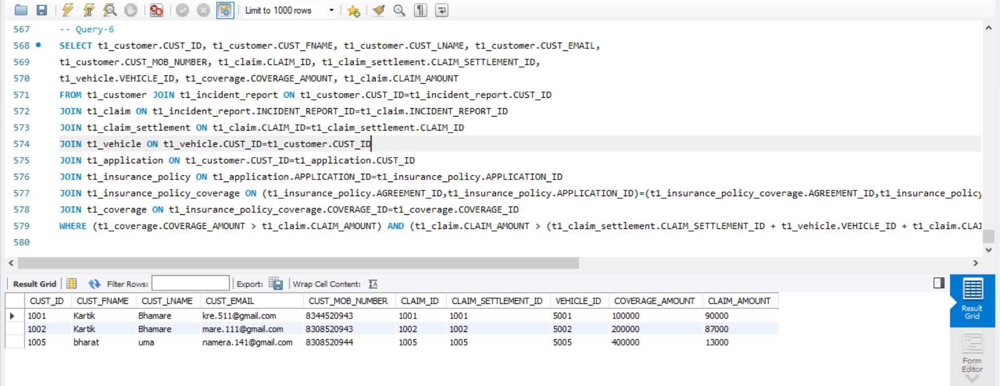 Limit to 1000 rows
567 -- Query-6
568 SELECT t1_customer.CUST_ID, t1_customer.CUST_FNAME, t1_customer.CUST_LNAME, t1_customer.CUST_EMAIL,
569 t1_customer.CUST_MOB_NUMBER, t1_claim.CLAIM_ID, t1_claim_settlement.CLAIM_SETTLEMENT_ID,
570 t1_vehicle.VEHICLE_ID, t1_coverage.COVERAGE_AMOUNT, t1_claim.CLAIM_AMOUNT
571 FROM t1_customer JOIN t1_incident_report ON t1_customer.CUST_ID=t1_incident_report.CUST_ID
572 JOIN t1_claim ON t1_incident_report.INCIDENT_REPORT_ID=t1_claim.INCIDENT_REPORT_ID
573 JOIN t1_claim_settlement ON t1_claim.CLAIM_ID=t1_claim_settlement.CLAIM_ID
574 JOIN t1_vehicle ON t1_vehicle.CUST_ID=t1_customer.CUST_ID
575 JOIN t1_application ON t1_customer.CUST_ID=t1_application.CUST_ID
576 JOIN t1_insurance_policy ON t1_application.APPLICATION_ID=t1_insurance_policy.APPLICATION_ID
577 JOIN t1_insurance_policy_coverage ON (t1_insurance_policy.AGREEMENT_ID,t1_insurance_policy.APPLICATION_ID)=(t1_insurance_policy_coverage.AGREEMENT_ID,t1_insurance_policy
578 JOIN t1_coverage ON t1_insurance_policy_coverage.COVERAGE_ID=t1_coverage.COVERAGE_ID
579 WHERE (t1_coverage.COVERAGE_AMOUNT > t1_claim.CLAIM_AMOUNT) AND (t1_claim.CLAIM_AMOUNT > (t1_claim_settlement.CLAIM_SETTLEMENT_ID + t1_vehicle.VEHICLE_ID + t1_claim.CLAI
580
Result Grid Filter Rows: Export: Wrap Cell Content:
CUST_ID CUST_FNAME CUST_LNAME CUST_EMAIL CUST_MOB_NUMBER CLAIM_ID CLAIM_SETTLEMENT_ID VEHICLE_ID COVERAGE_AMOUNT CLAIM_AMOUNT
1001 Kartik Bhamare kre.511@gmail.com 8344520943 1001 1001 5001 100000 90000
1002 Kartik Bhamare mare.111@gmail.com 8308520943 1002 1002 5002 200000 87000
1005 bharat uma namera.141@gmail.com 8308520944 1005 1005 5005 400000 13000
Result
Grid
Form
Editor